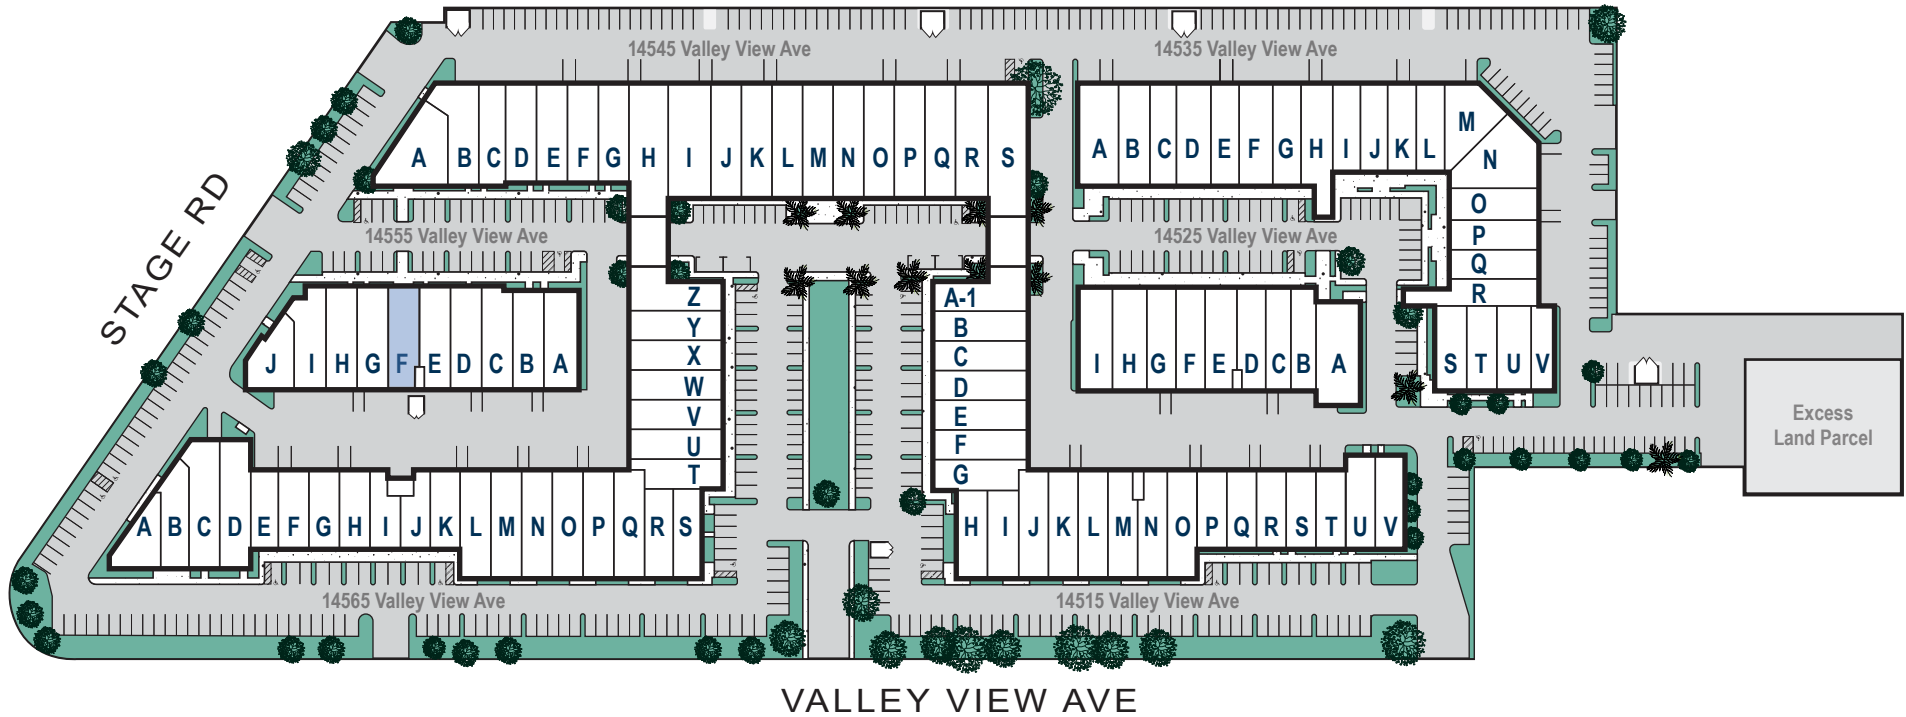 14545 Valley View Ave
14535 Valley View Ave
A B C D E F G H I J K L M N O P Q R S
A B C D E F G H I J K L M
N
O
P
Q
R
S T U V
STAGE RD
14555 Valley View Ave
14525 Valley View Ave
J I H G F E D C B A
Z
Y
X
W
V
U
T
A-1
B
C
D
E
F
G
I H G F E D C B A
Excess
Land Parcel
A B C D E F G H I J K L M N O P Q R S
H I J K L M N O P Q R S T U V
14565 Valley View Ave
14515 Valley View Ave
VALLEY VIEW AVE